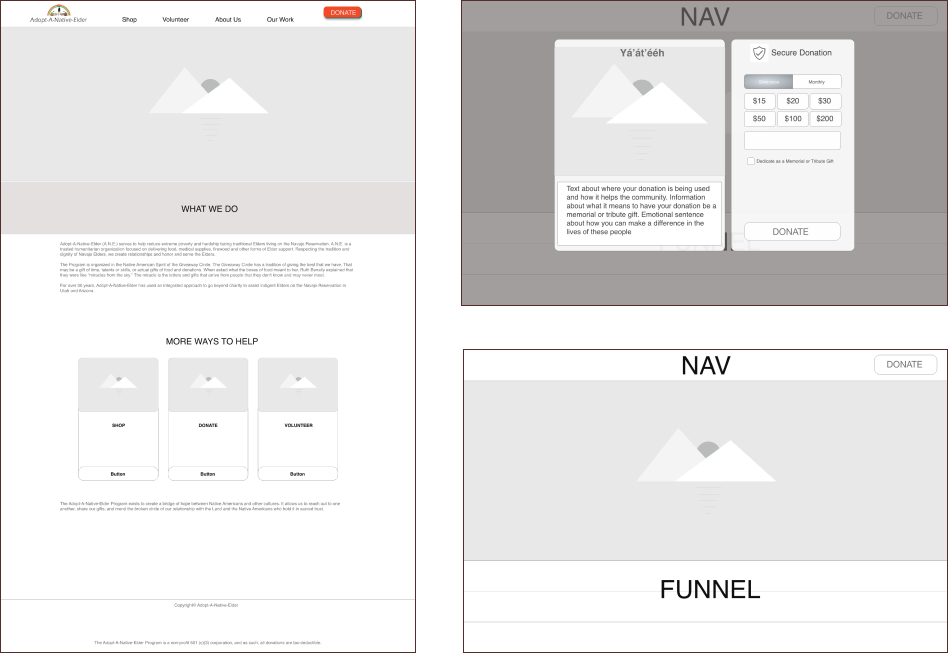 Adopt-A-Native-Elder
Shop
Volunteer
About Us
Our Work
DONATE
WHAT WE DO
Adopt-A-Native-Elder (A.N.E.) serves to help reduce extreme poverty and hardship facing traditional Elders living on the Navajo Reservation. A.N.E. is a
trusted humanitarian organization focused on delivering food, medical supplies, firewood and other forms of Elder support. Respecting the tradition and
dignity of Navajo Elders, we create relationships and honor and serve the Elders.
The Program is organized in the Native American Spirit of the Giveaway Circle. The Giveaway Circle has a tradition of giving the best that we have. That
may be a gift of time, talents or skills, or actual gifts of food and donations. When asked what the boxes of food meant to her, Ruth Benally explained that
they were like "miracles from the sky." The miracle is the nature and gifts that arrive from people that they don't know and may never meet.
For over 30 years, Adopt-A-Native-Elder has used an integrated approach to go beyond charity to assist indigent Elders on the Navajo Reservation in
Utah and Arizona.
MORE WAYS TO HELP
SHOP
DONATE
VOLUNTEER
Button
Button
Button
The Adopt-A-Native-Elder Program exists to create a bridge of hope between Native Americans and other cultures. It allows us to reach out to one
another, share our gifts, and mend the broken circle of our relationship with the Land and the Native Americans who hold it in sacred trust.
Copyright© Adopt-A-Native-Elder
The Adopt-A-Native-Elder Program is a non-profit 501 (c)(3) corporation, and as such, all donations are tax-deductible.
NAV
DONATE
Yá'át'ééh
Text about where your donation is being used
and how it helps the community. Information
about what it means to have your donation be a
memorial or tribute gift. Emotional sentence
about how you can make a difference in the
lives of these people
Secure Donation
Monthly
$15
$20
$30
$50
$100
$200
Dedicate as a Memorial or Tribute Gift
DONATE
FUNNEL
NAV
DONATE
FUNNEL